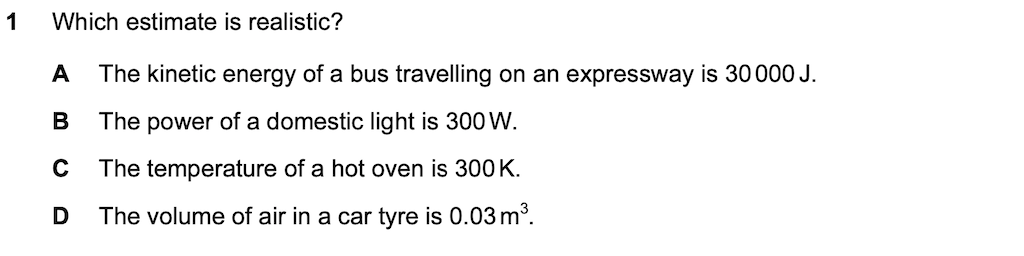 1 Which estimate is realistic?
A The kinetic energy of a bus travelling on an expressway is 30 000 J.
B The power of a domestic light is 300 W.
C The temperature of a hot oven is 300 K.
D The volume of air in a car tyre is 0.03 m³.